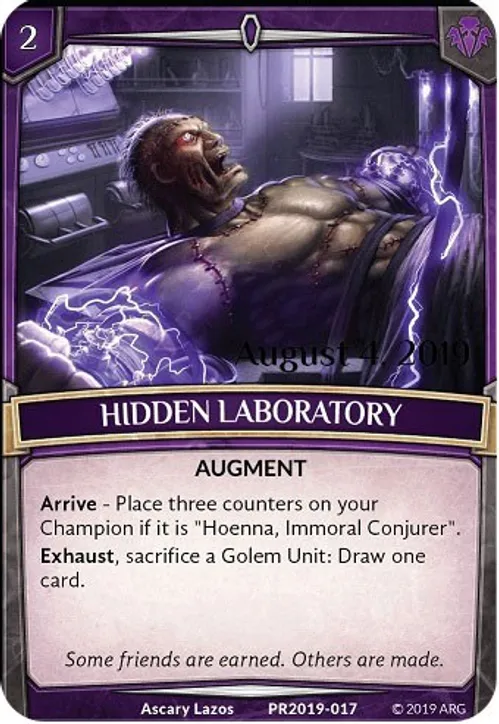 2
August 4, 2019
HIDDEN LABORATORY
AUGMENT
Arrive - Place three counters on your
Champion if it is "Hoenna, Immoral Conjurer".
Exhaust, sacrifice a Golem Unit: Draw one
card.
Some friends are earned. Others are made.
Ascary Lazos PR2019-017 © 2019 ARG